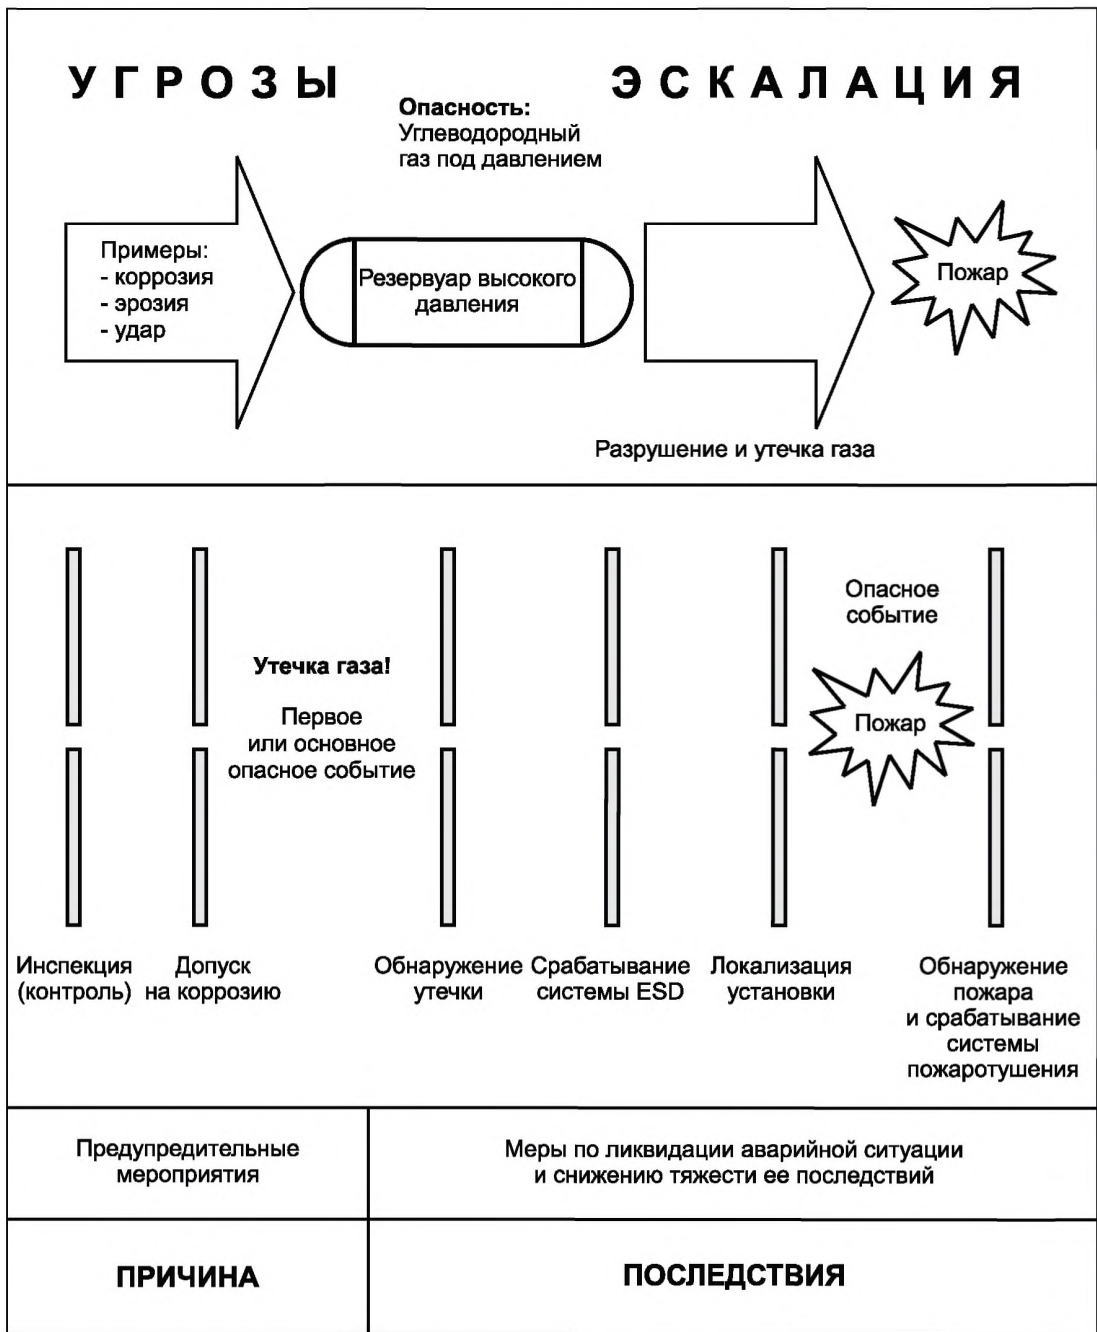 УГРОЗЫ
ЭСКАЛАЦИЯ
Опасность:
Углеводородный
газ под давлением
Примеры:
- коррозия
- эрозия
- удар
Резервуар высокого
давления
Пожар
Разрушение и утечка газа
Опасное
событие
Утечка газа!
Первое
или основное
опасное событие
Пожар
Инспекция
(контроль)
Допуск
на коррозию
Обнаружение
утечки
Срабатывание
системы ESD
Локализация
установки
Обнаружение
пожара
и срабатывание
системы
пожаротушения
Предупредительные
мероприятия
Меры по ликвидации аварийной ситуации
и снижению тяжести ее последствий
ПРИЧИНА
ПОСЛЕДСТВИЯ